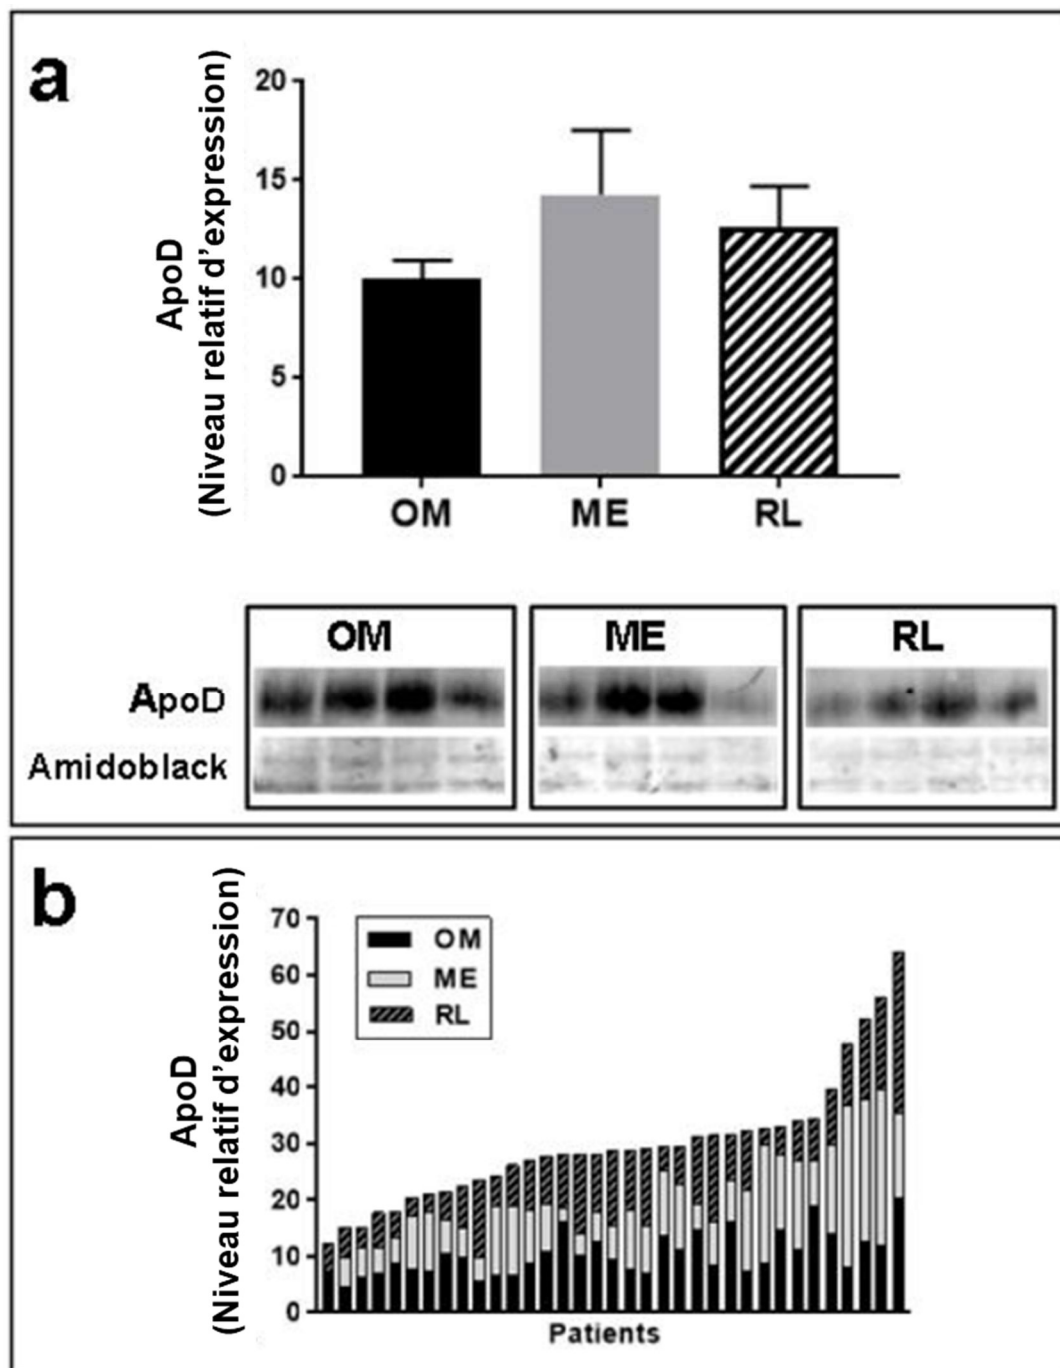 a
ApoD
(Niveau relatif d'expression)
20
15
10
5
0
OM ME RL
OM ME RL
ApoD
Amidoblack
b
ApoD
(Niveau relatif d'expression)
70
60
50
40
30
20
10
0
OM
ME
RL
Patients